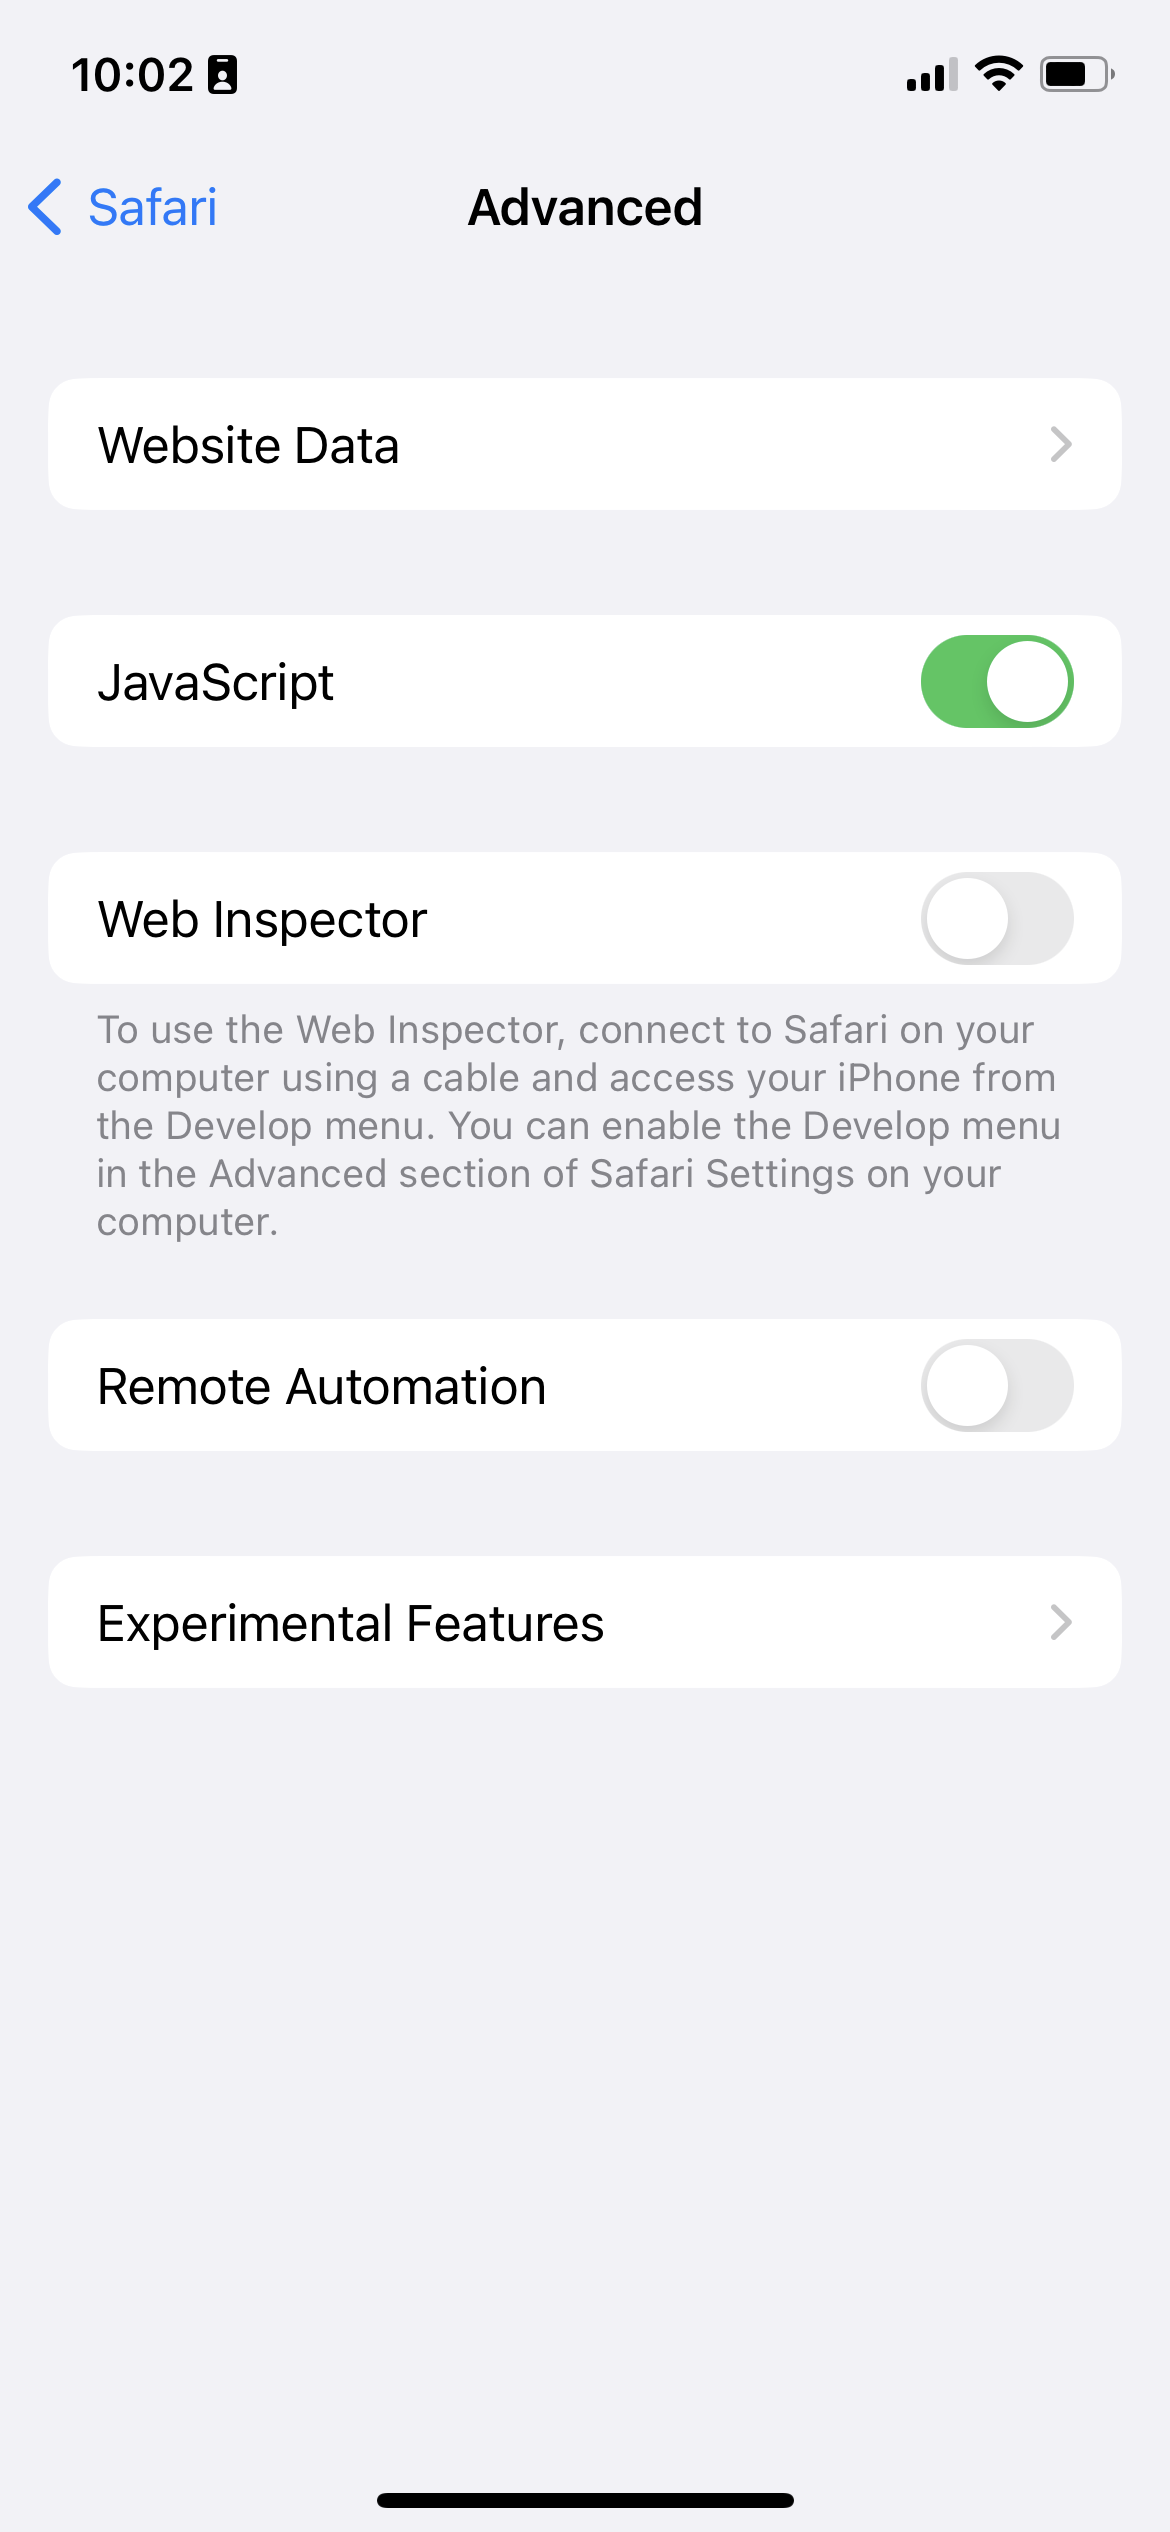 10:02
Safari
Advanced
Website Data
JavaScript
Web Inspector
To use the Web Inspector, connect to Safari on your
computer using a cable and access your iPhone from
the Develop menu. You can enable the Develop menu
in the Advanced section of Safari Settings on your
computer.
Remote Automation
Experimental Features